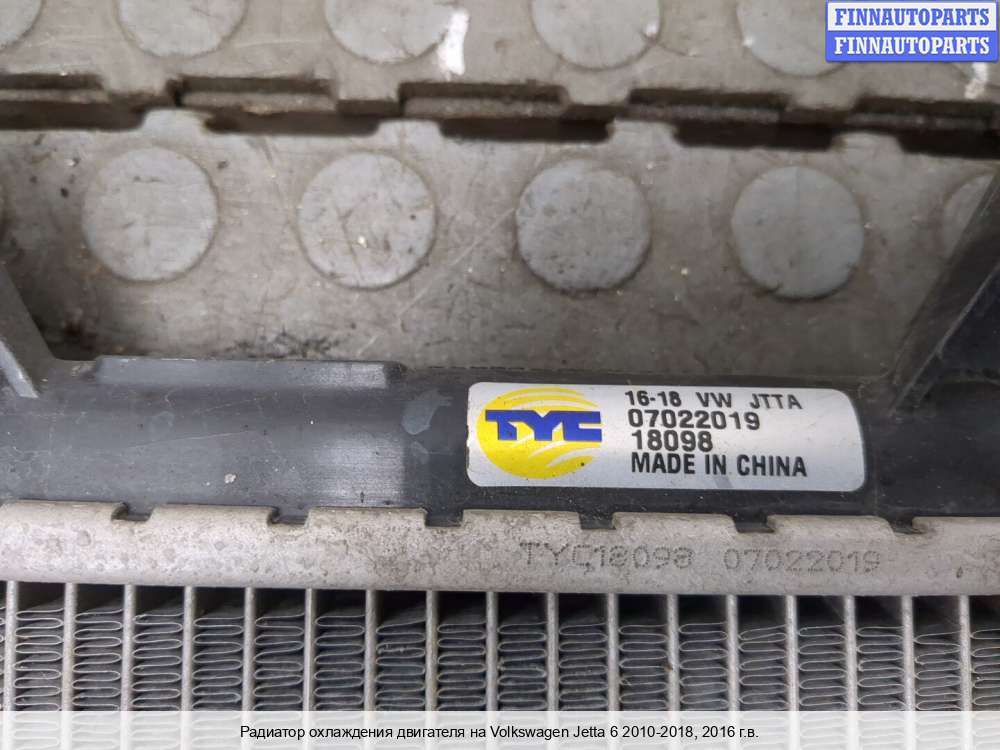 FINNAUTOPARTS
FINNAUTOPARTS
TYC
16-18 VW JTTA
07022019
18098
MADE IN CHINA
TYC18098 07022019
Радиатор охлаждения двигателя на Volkswagen Jetta 6 2010-2018, 2016 г.в.